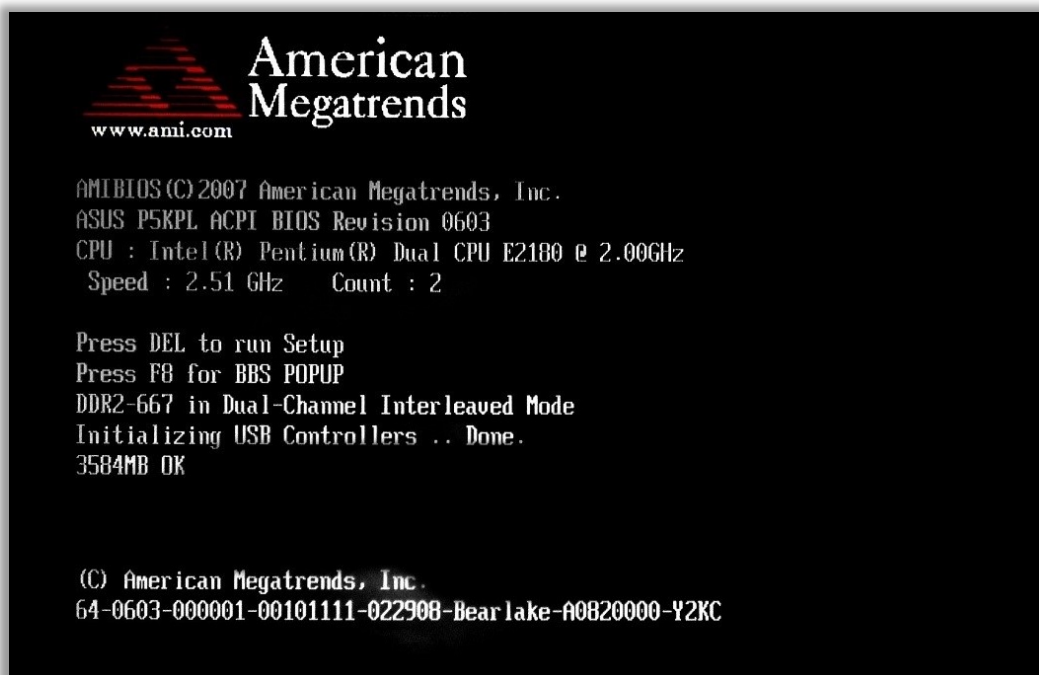 American
Megatrends
www.ami.com
AMIBIOS(C)2007 American Megatrends, Inc.
ASUS P5KPL ACPI BIOS Revision 0603
CPU : Intel(R) Pentium(R) Dual CPU E2180 @ 2.00GHz
Speed : 2.51 GHz Count : 2
Press DEL to run Setup
Press F8 for BBS POPUP
DDR2-667 in Dual-Channel Interleaved Mode
Initializing USB Controllers .. Done.
3584MB OK
(C) American Megatrends, Inc.
64-0603-000001-00101111-022908-Bearlake-A0820000-Y2KC